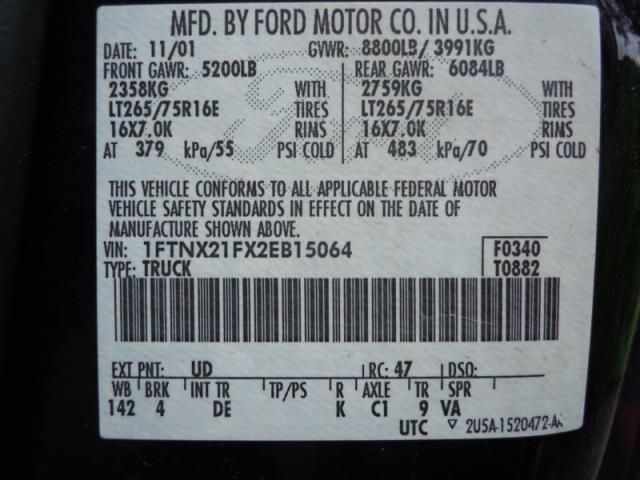 MFD. BY FORD MOTOR CO. IN U.S.A.
DATE: 11/01 GVWR: 8800LB/ 3991KG
FRONT GAWR: 5200LB REAR GAWR: 6084LB
2358KG WITH 2759KG WITH
LT265/75R16E TIRES LT265/75R16E TIRES
16X7.0K RIMS 16X7.0K RIMS
AT 379 kPa/55 PSI COLD AT 483 kPa/70 PSI COLD
THIS VEHICLE CONFORMS TO ALL APPLICABLE FEDERAL MOTOR
VEHICLE SAFETY STANDARDS IN EFFECT ON THE DATE OF
MANUFACTURE SHOWN ABOVE.
VIN: 1FTNX21FX2EB15064 F0340
TYPE: TRUCK T0882
EXT PNT: UD RC: 47 DSO:
WB BRK INT TR TP/PS R AXLE TR SPR
142 4 DE K C1 9 VA
UTC ▽ 2U5A-1520472-AA